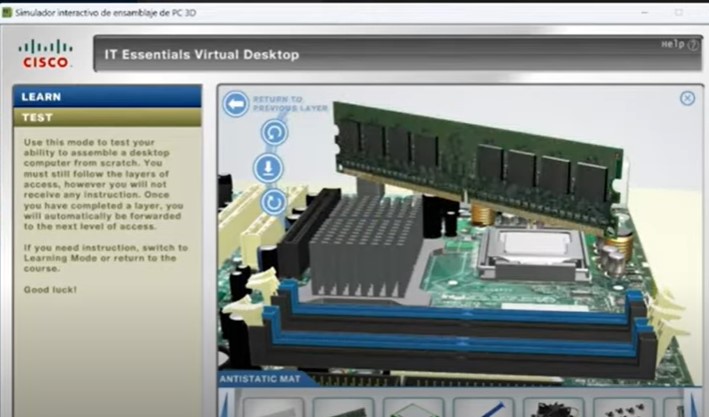 Simulador interactivo de ensamblaje de PC 3D
CISCO
IT Essentials Virtual Desktop
Help ?
LEARN
TEST
Use this mode to test your
ability to assemble a desktop
computer from scratch. You
must still follow the layers of
access, however you will not
receive any instruction. Once
you have completed a layer, you
will automatically be forwarded
to the next level of access.
If you need instruction, switch to
Learning Mode or return to the
course.
Good luck!
RETURN TO
PREVIOUS LAYER
ANTISTATIC MAT